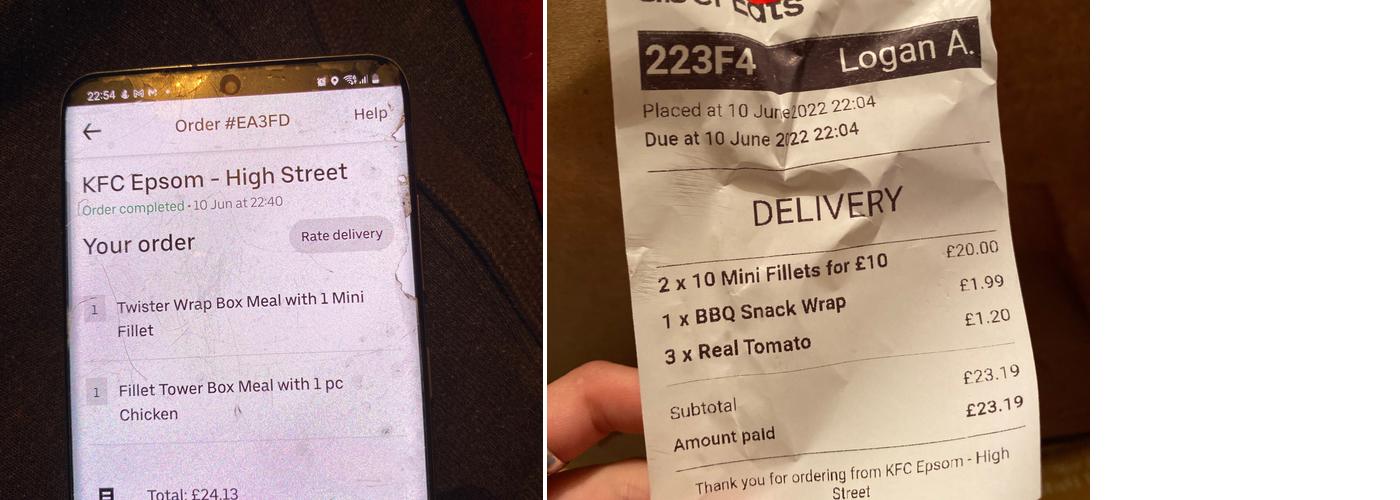 22:54
Order #EA3FD
Help
KFC Epsom - High Street
Order completed • 10 Jun at 22:40
Your order
Rate delivery
1 Twister Wrap Box Meal with 1 Mini
Fillet
1 Fillet Tower Box Meal with 1 pc
Chicken
Total: £24.13
Eats
223F4 Logan A.
Placed at 10 June 2022 22:04
Due at 10 June 2022 22:04
DELIVERY
2 x 10 Mini Fillets for £10 £20.00
1 x BBQ Snack Wrap £1.99
3 x Real Tomato £1.20
Subtotal £23.19
Amount paid £23.19
Thank you for ordering from KFC Epsom - High
Street